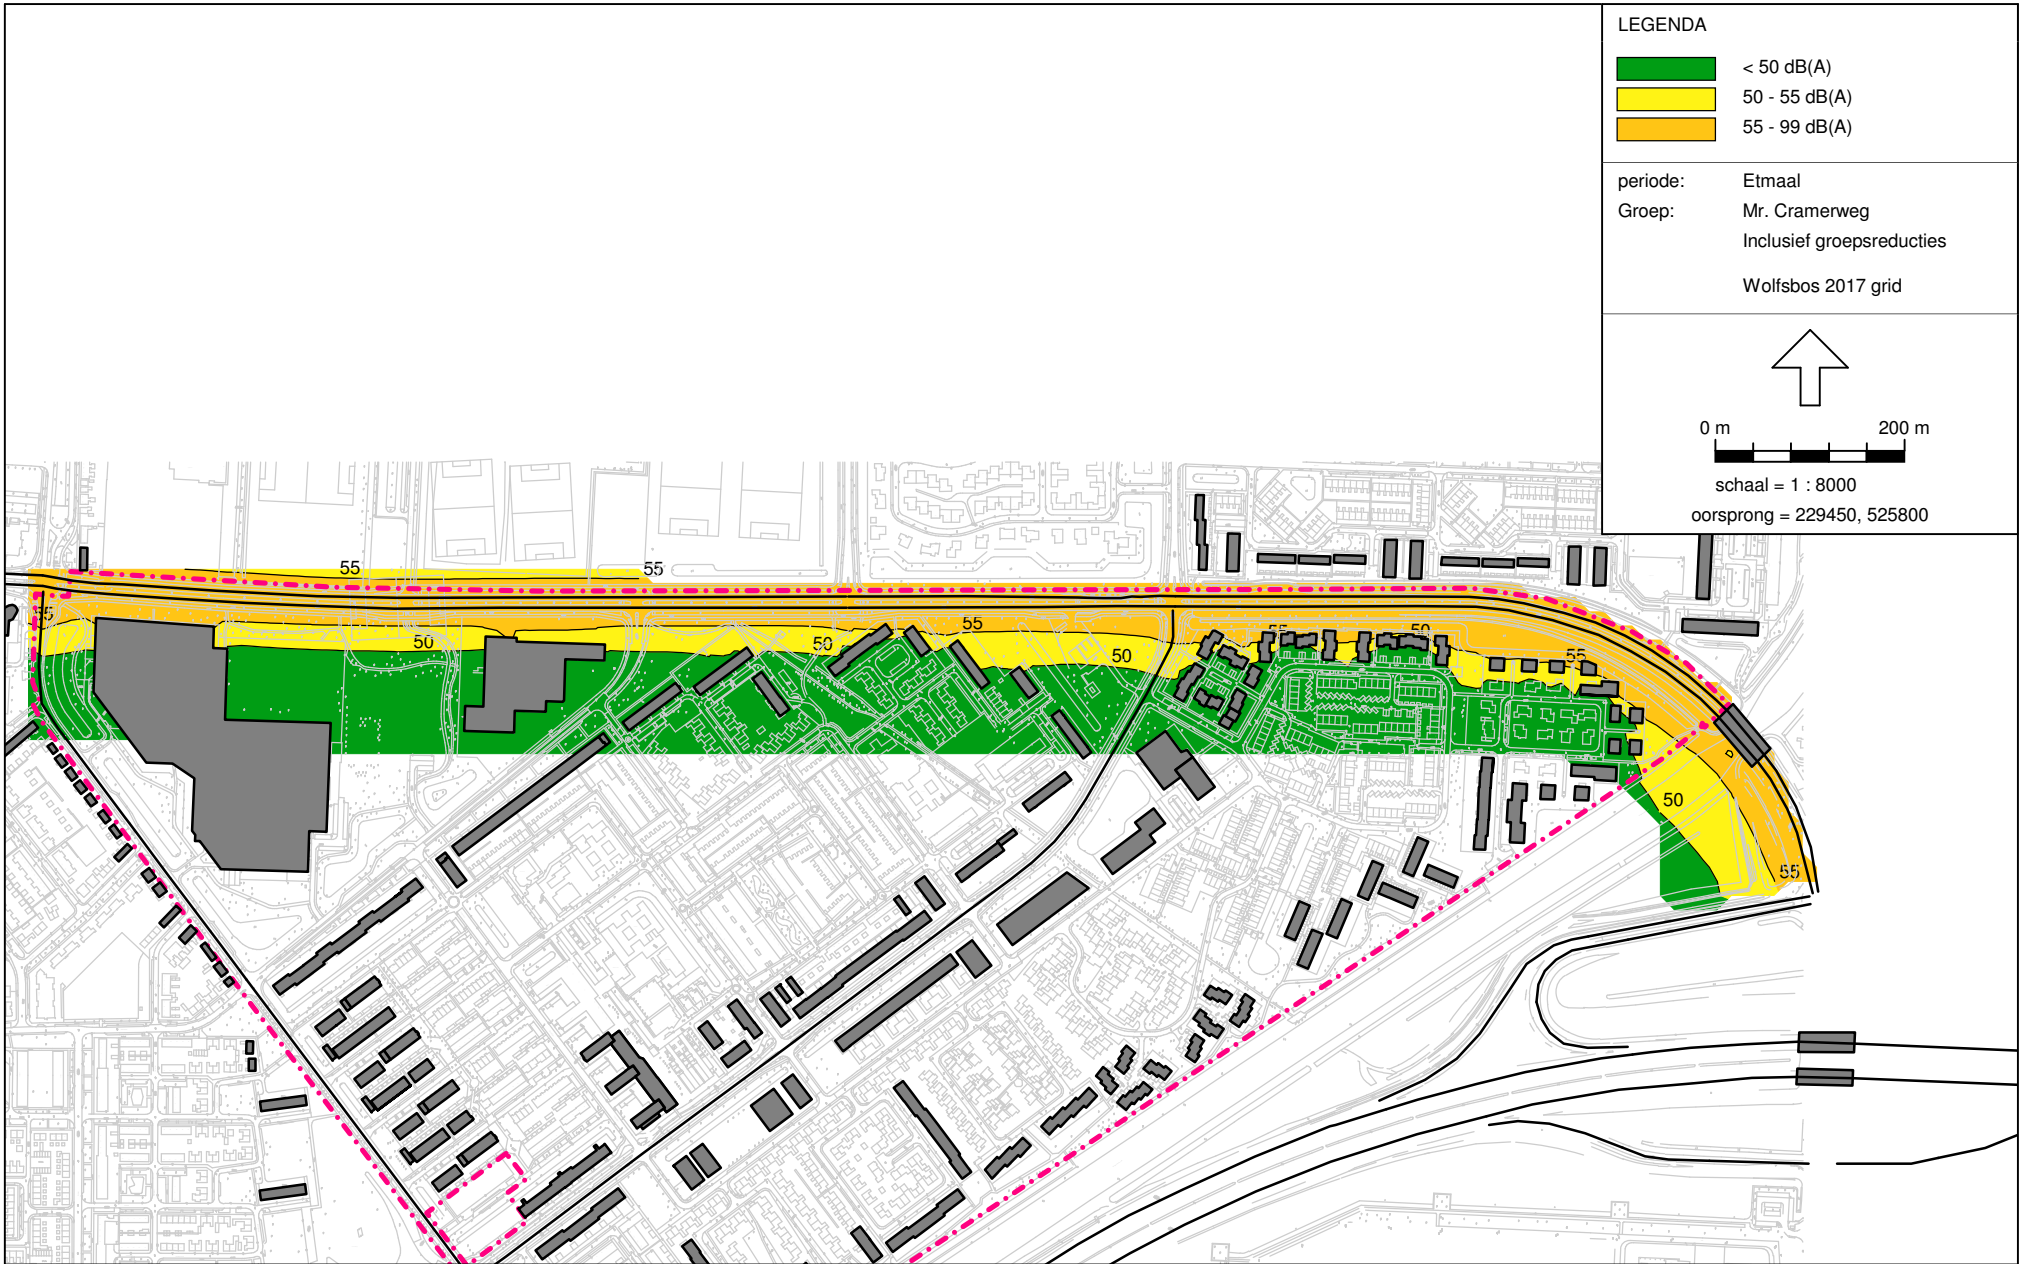 LEGENDA
< 50 dB(A)
50 - 55 dB(A)
55 - 99 dB(A)
periode: Etmaal
Groep: Mr. Cramerweg
Inclusief groepsreducties
Wolfsbos 2017 grid
0 m 200 m
schaal = 1 : 8000
oorsprong = 229450, 525800
55 55
55
55
50 50
50
55 50
55
50
55
D